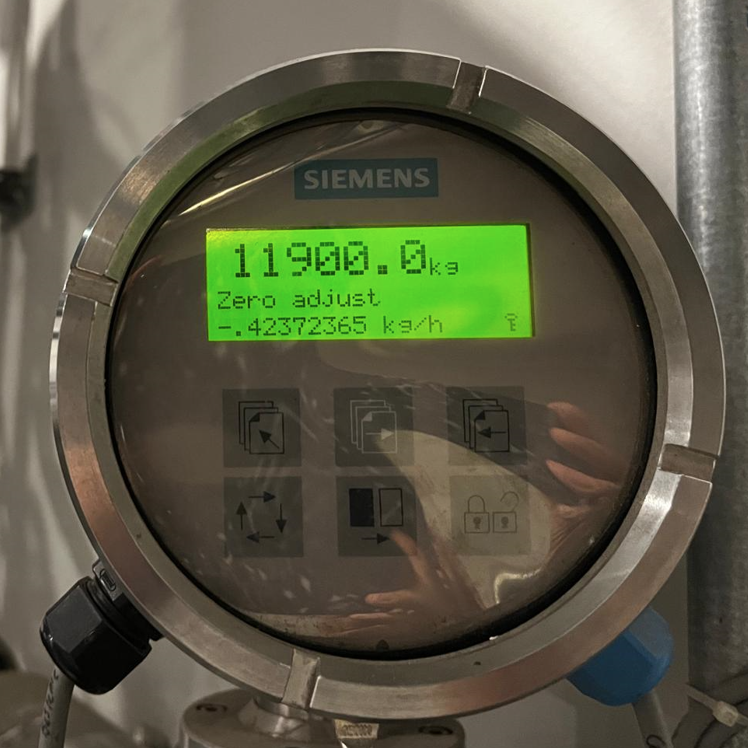 SIEMENS
11900.0kg
Zero adjust
-.42372365 kg/h